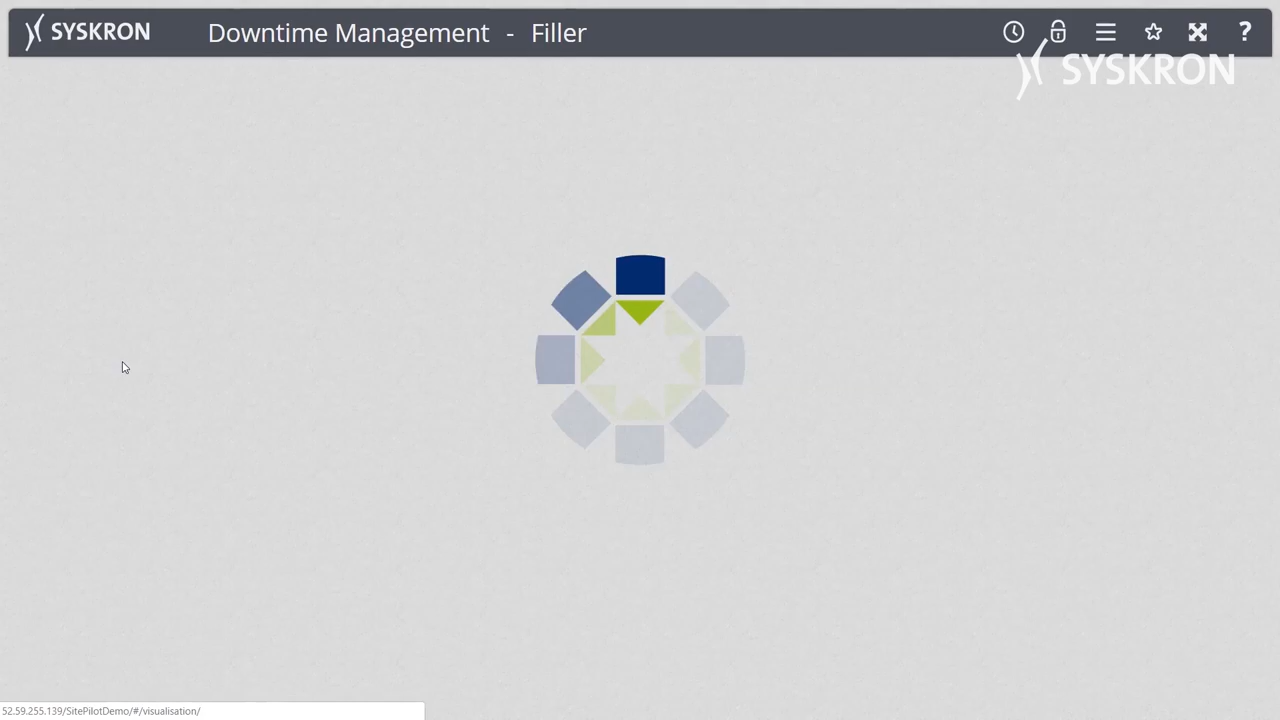 SYSKRON
Downtime Management - Filler
?
SYSKRON
52.59.255.139/SitePilotDemo/#/visualisation/